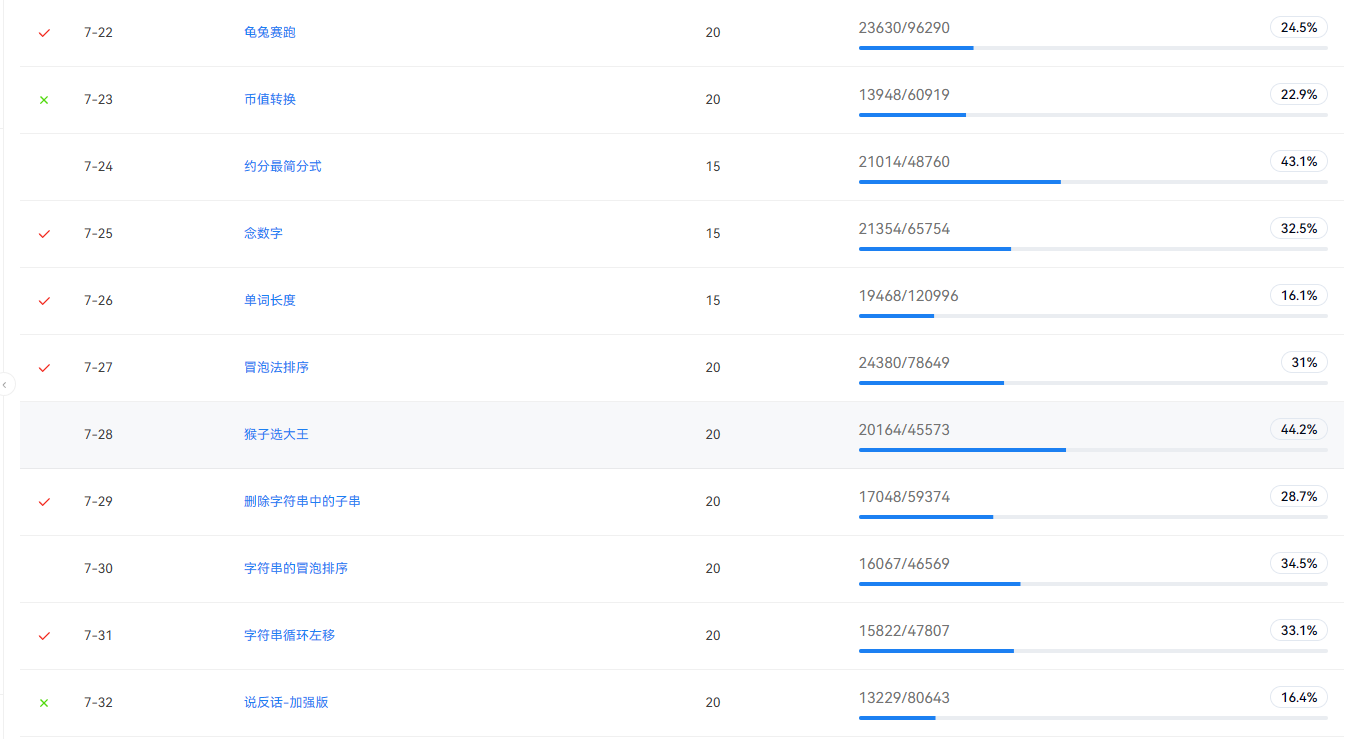 7-22 龟兔赛跑 20 23630/96290 24.5%
7-23 币值转换 20 13948/60919 22.9%
7-24 约分最简分式 15 21014/48760 43.1%
7-25 念数字 15 21354/65754 32.5%
7-26 单词长度 15 19468/120996 16.1%
7-27 冒泡法排序 20 24380/78649 31%
7-28 猴子选大王 20 20164/45573 44.2%
7-29 删除字符串中的子串 20 17048/59374 28.7%
7-30 字符串的冒泡排序 20 16067/46569 34.5%
7-31 字符串循环左移 20 15822/47807 33.1%
7-32 说反话-加强版 20 13229/80643 16.4%